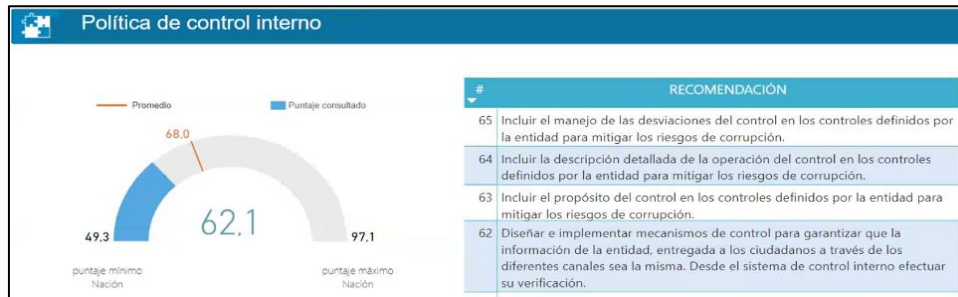 Política de control interno
Promedio
Puntaje consultado
68,0
62,1
49,3
97,1
puntaje mínimo
Nación
puntaje máximo
Nación
#
RECOMENDACIÓN
65 Incluir el manejo de las desviaciones del control en los controles definidos por
la entidad para mitigar los riesgos de corrupción.
64 Incluir la descripción detallada de la operación del control en los controles
definidos por la entidad para mitigar los riesgos de corrupción.
63 Incluir el propósito del control en los controles definidos por la entidad para
mitigar los riesgos de corrupción.
62 Diseñar e implementar mecanismos de control para garantizar que la
información de la entidad, entregada a los ciudadanos a través de los
diferentes canales sea la misma. Desde el sistema de control interno efectuar
su verificación.